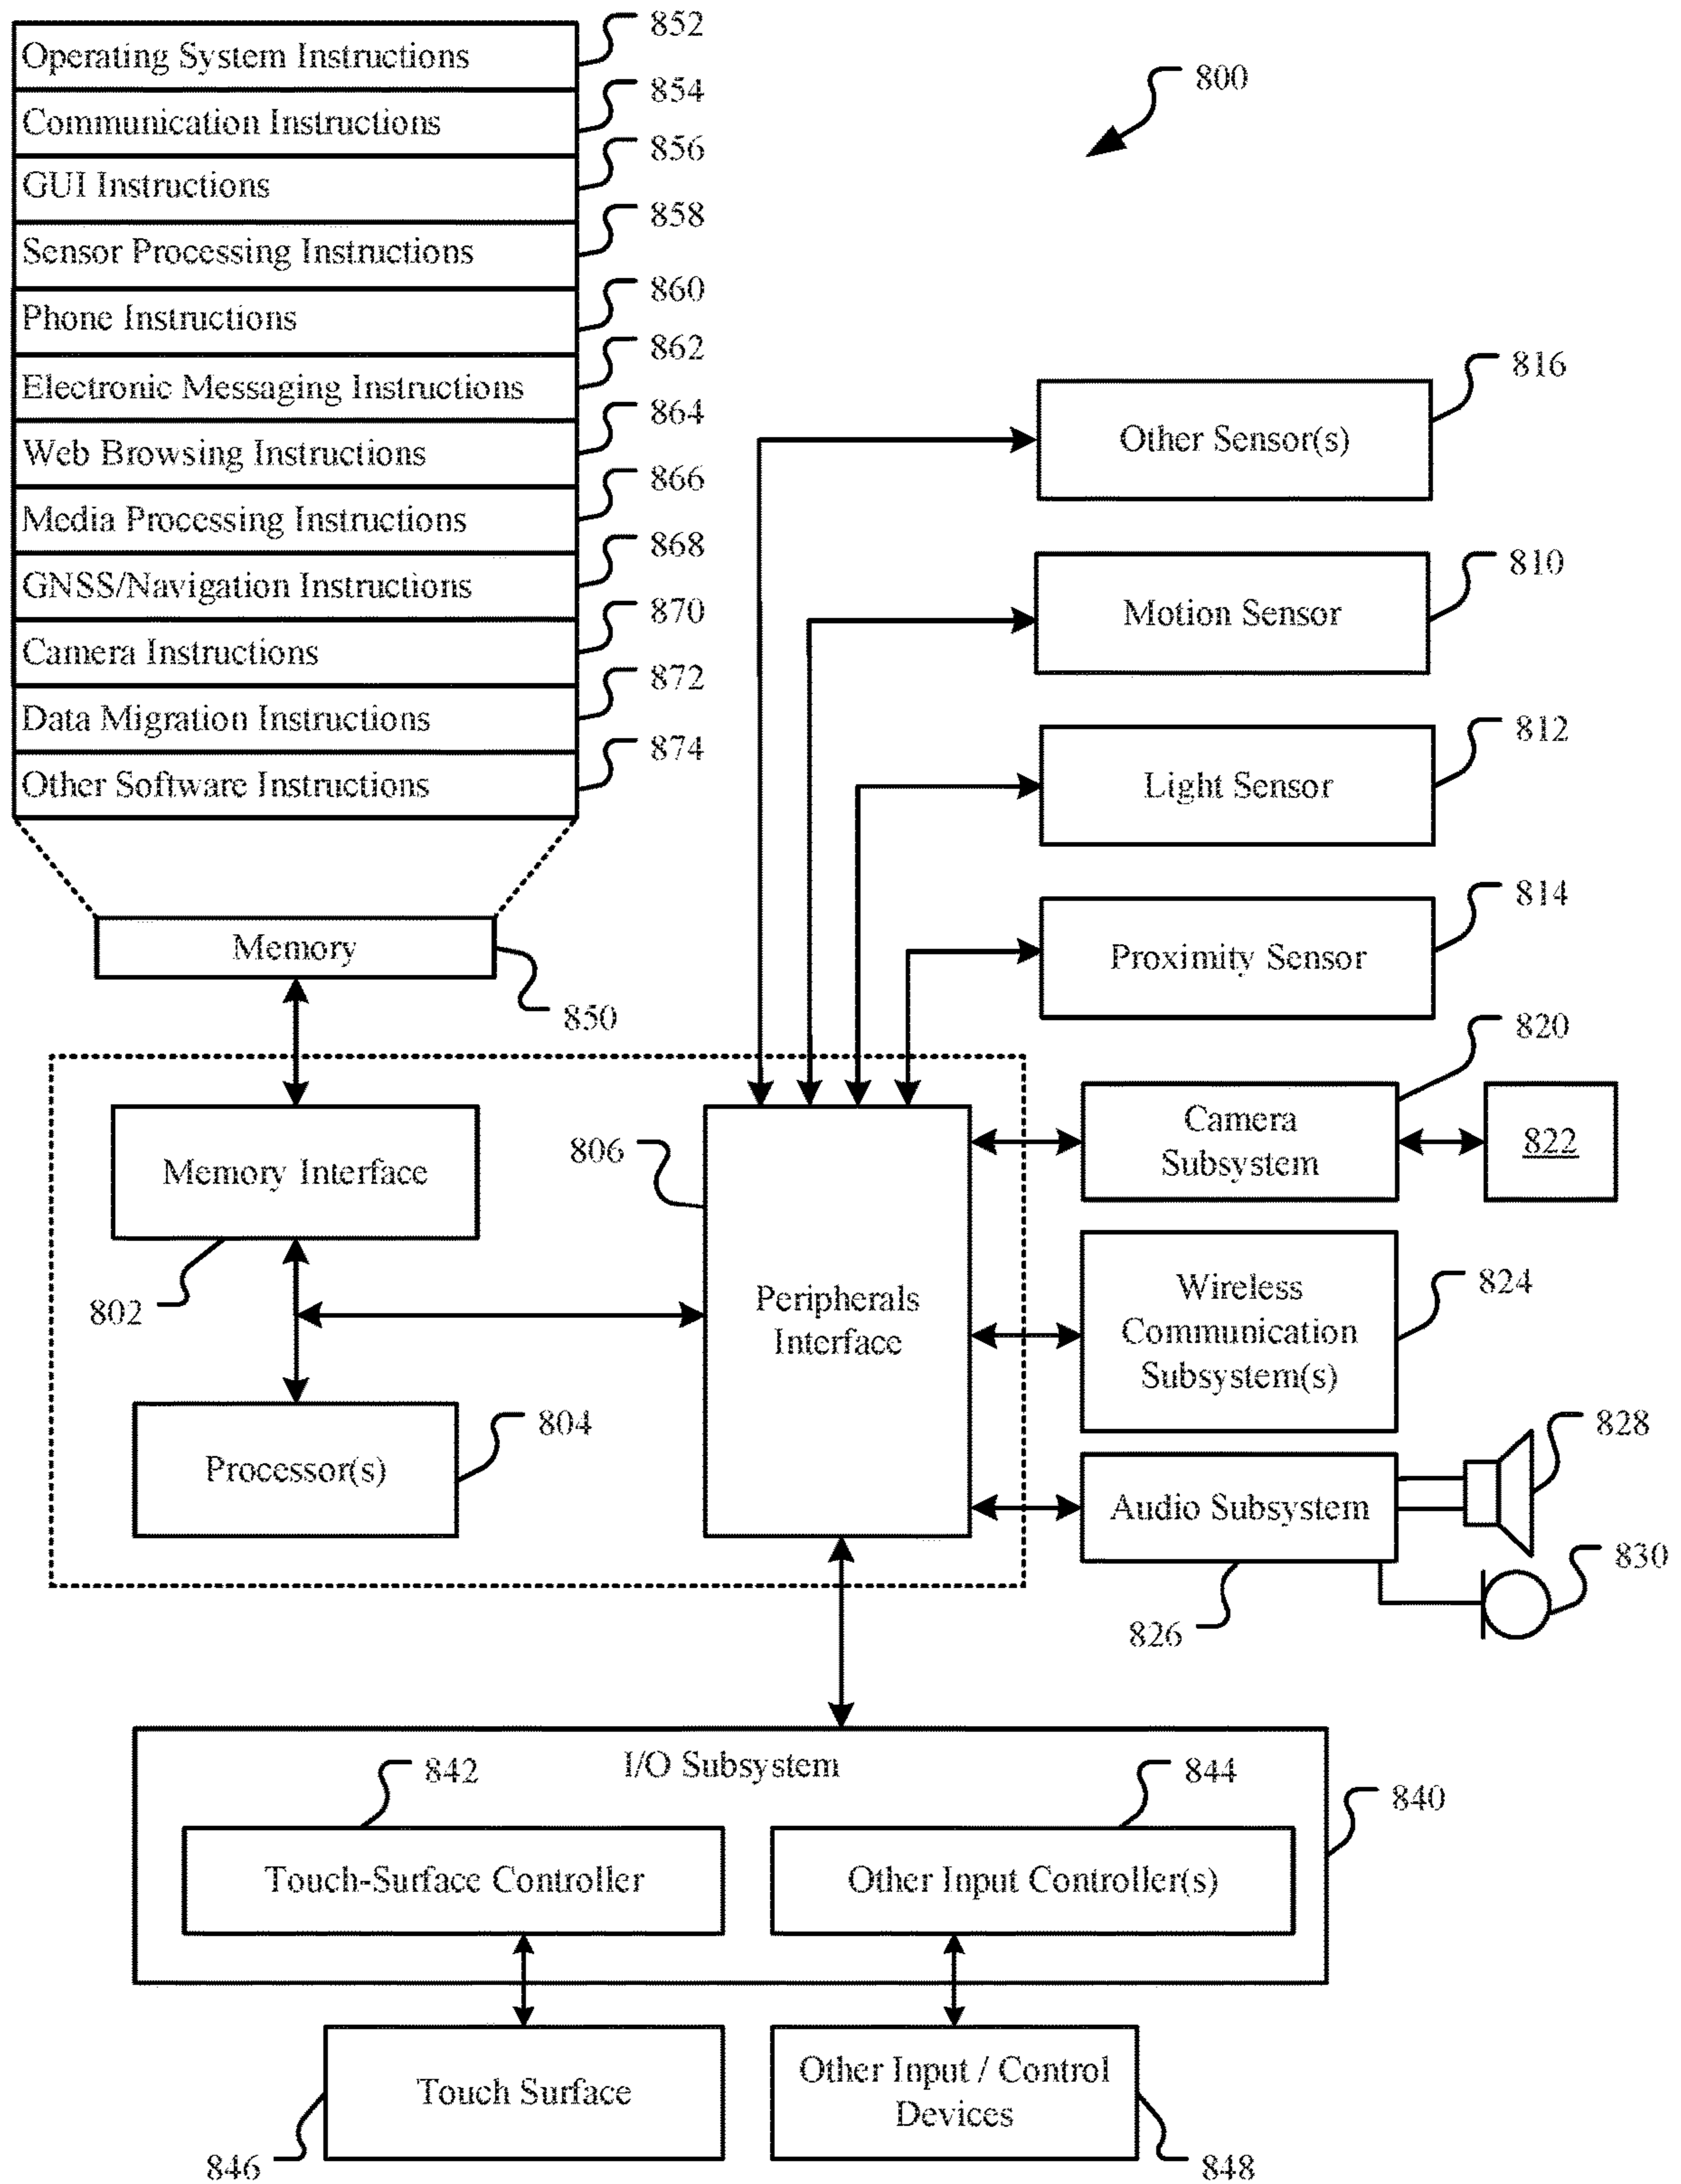 852
Operating System Instructions
800
854
Communication Instructions
856
GUI Instructions
858
Sensor Processing Instructions
860
Phone Instructions
862
816
Electronic Messaging Instructions
864
Other Sensor(s)
Web Browsing Instructions
866
Media Processing Instructions
868
810
GNSS/Navigation Instructions
870
Motion Sensor
Camera Instructions
872
Data Migration Instructions
812
874
Other Software Instructions
Light Sensor
814
Memory
Proximity Sensor
850
820
Camera
Subsystem
822
806
Memory Interface
824
802
Peripherals
Interface
Wireless
Communication
Subsystem(s)
804
828
Processor(s)
Audio Subsystem
830
826
I/O Subsystem
842
844
840
Touch-Surface Controller
Other Input Controller(s)
Touch Surface
Other Input / Control
Devices
846
848